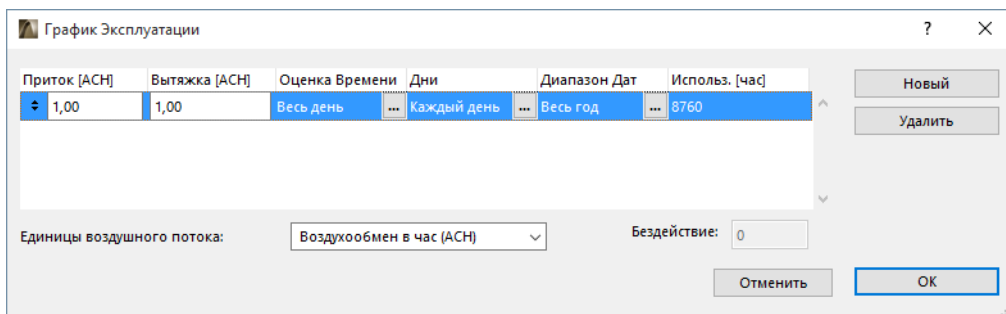 График Эксплуатации ?
Приток [ACH] Вытяжка [ACH] Оценка Времени Дни Диапазон Дат Использ. [час]
1,00 1,00 Весь день ... Каждый день ... Весь год ... 8760
Новый
Удалить
Единицы воздушного потока: Воздухообмен в час (ACH) Бездействие: 0
Отменить OK